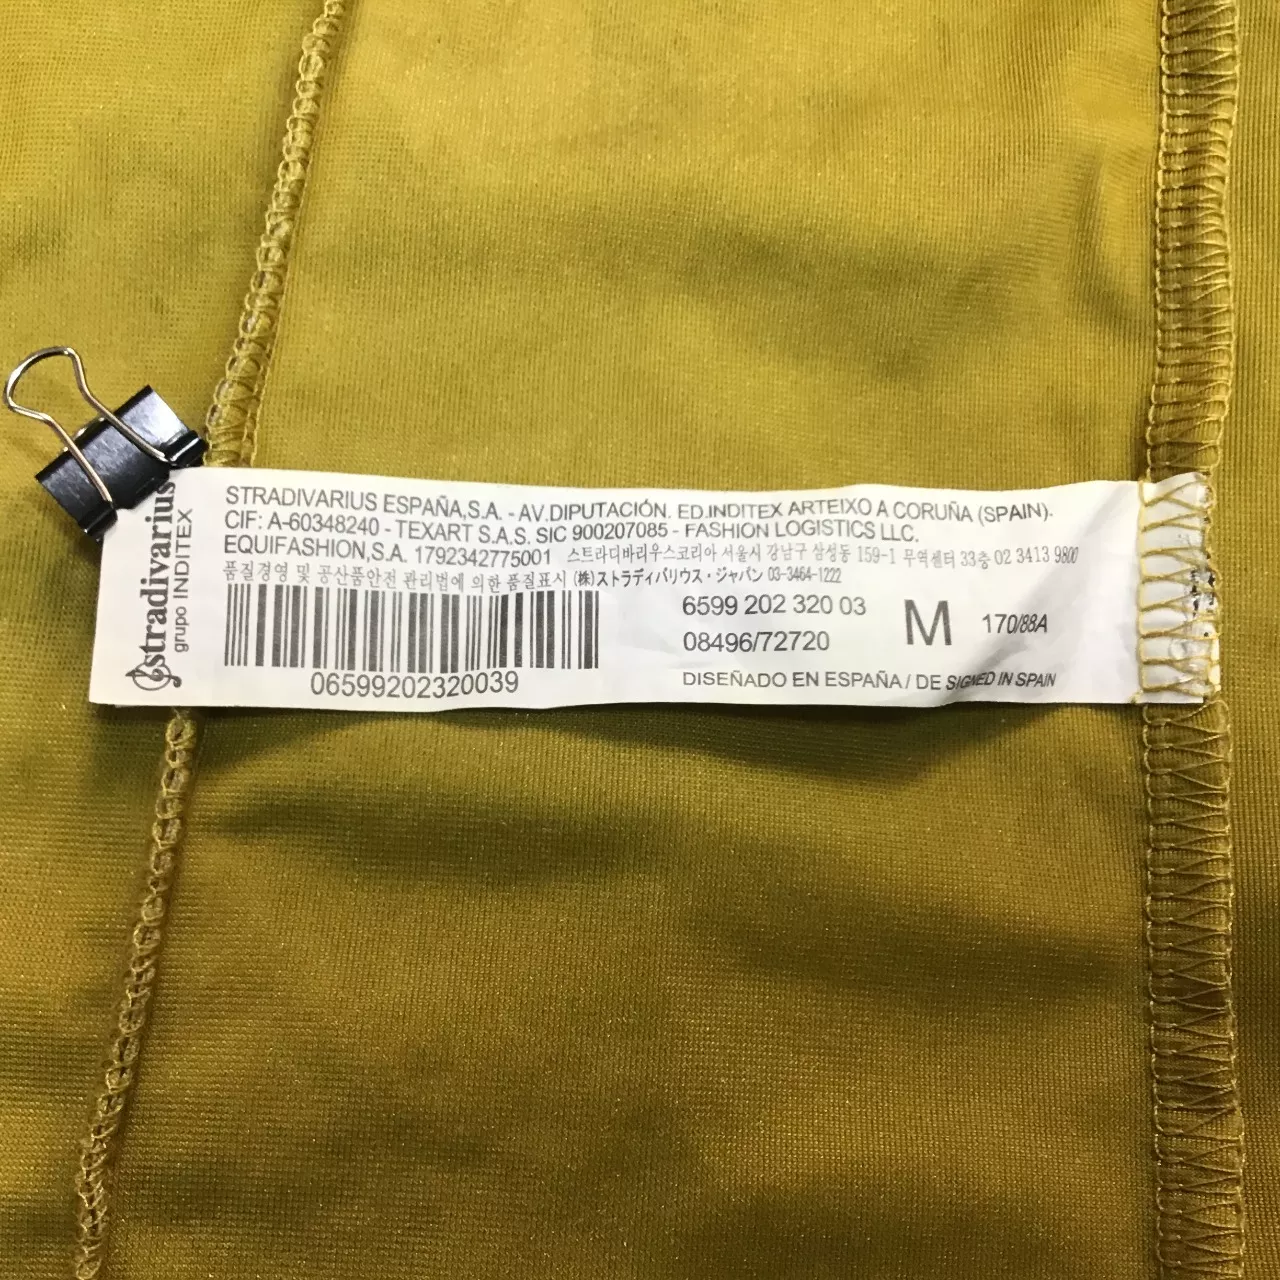 stradivarius
grupo INDITEX
STRADIVARIUS ESPAÑA,S.A. - AV.DIPUTACIÓN. ED.INDITEX ARTEIXO A CORUÑA (SPAIN).
CIF: A-60348240 - TEXART S.A.S. SIC 900207085 - FASHION LOGISTICS LLC.
EQUIFASHION,S.A. 1792342775001 스트라디바리우스코리아 서울시 강남구 삼성동 159-1 무역센터 33층 02 3413 9800
품질경영 및 공산품안전 관리법에 의한 품질표시 (株)ストラディバリウス・ジャパン 03-3464-1222
06599202320039
6599 202 320 03
08496/72720
M
170/88A
DISEÑADO EN ESPAÑA / DE SIGNED IN SPAIN